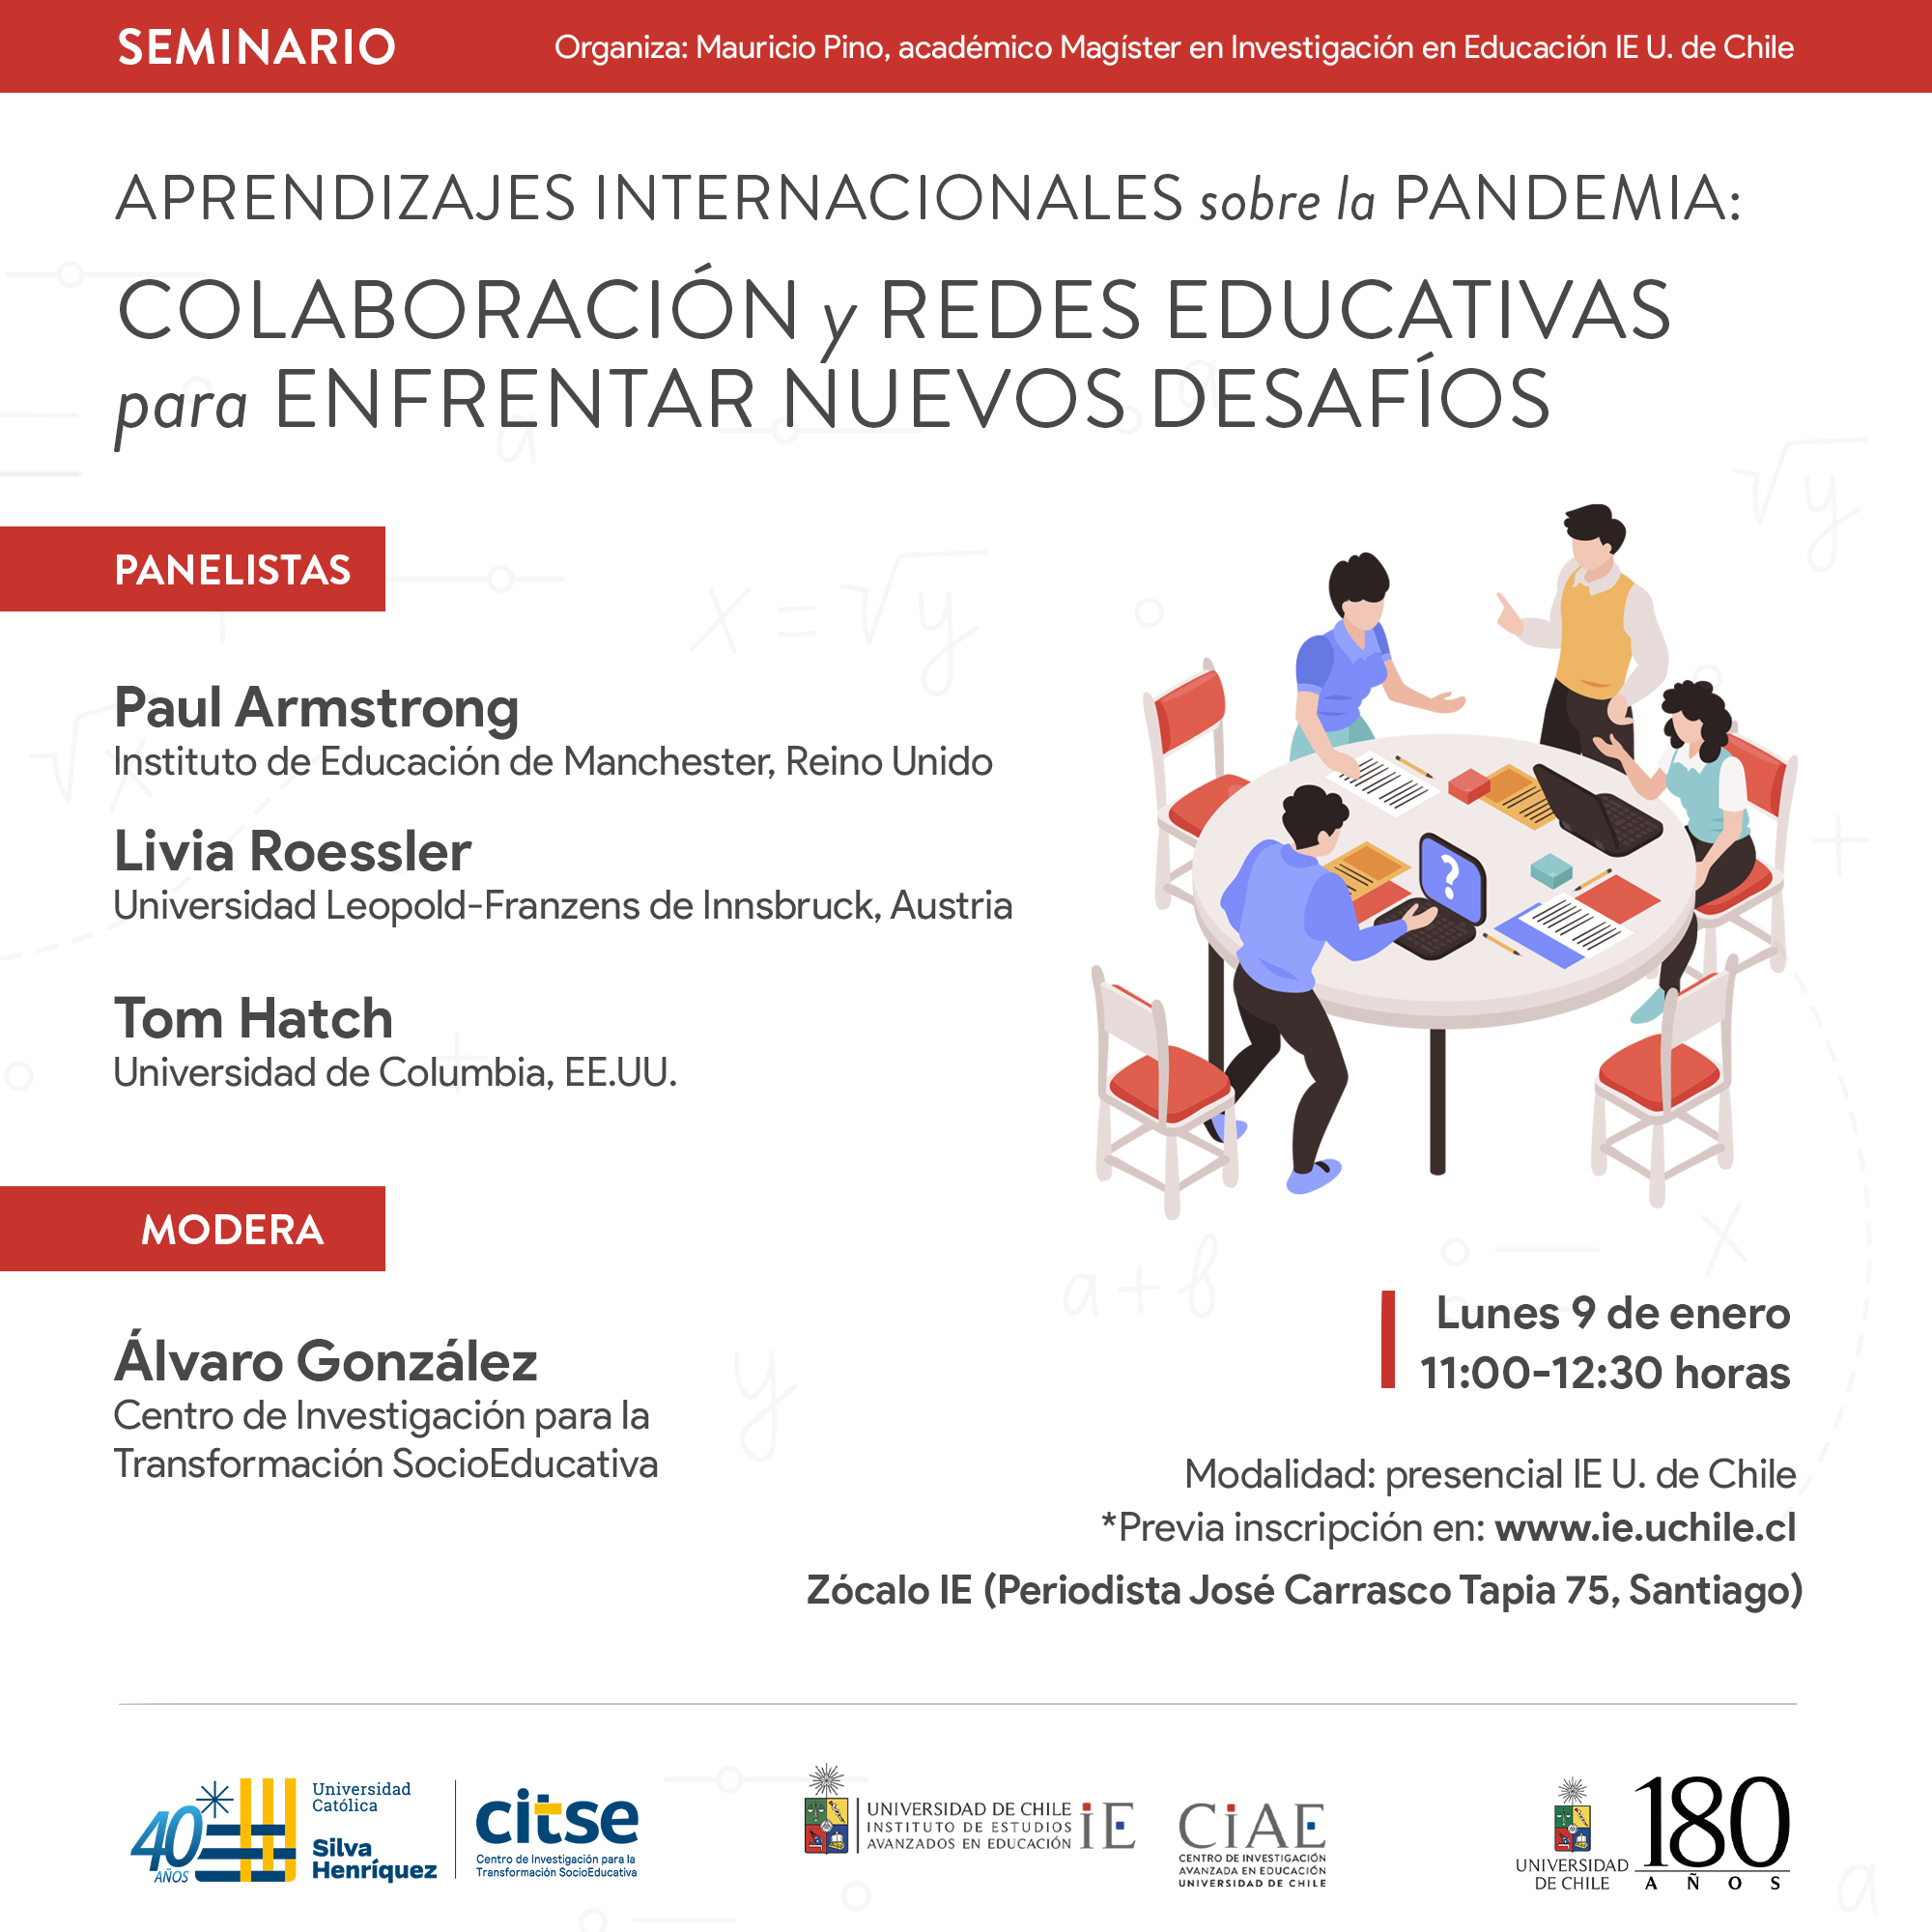 SEMINARIO
Organiza: Mauricio Pino, académico Magíster en Investigación en Educación IE U. de Chile
APRENDIZAJES INTERNACIONALES sobre la PANDEMIA:
COLABORACIÓN y REDES EDUCATIVAS
para ENFRENTAR NUEVOS DESAFÍOS
PANELISTAS
Paul Armstrong
Instituto de Educación de Manchester, Reino Unido
Livia Roessler
Universidad Leopold-Franzens de Innsbruck, Austria
Tom Hatch
Universidad de Columbia, EE.UU.
MODERA
Álvaro González
Centro de Investigación para la
Transformación SocioEducativa
x = √y
√y
√x
a
a
?
a + b
x
y
a
Lunes 9 de enero
11:00-12:30 horas
Modalidad: presencial IE U. de Chile
*Previa inscripción en: www.ie.uchile.cl
Zócalo IE (Periodista José Carrasco Tapia 75, Santiago)
40
AÑOS
Universidad
Católica
Silva
Henríquez
citse
Centro de Investigación para la
Transformación SocioEducativa
UNIVERSIDAD DE CHILE
INSTITUTO DE ESTUDIOS
AVANZADOS EN EDUCACIÓN
iE
CiAE
CENTRO DE INVESTIGACIÓN
AVANZADA EN EDUCACIÓN
UNIVERSIDAD DE CHILE
UNIVERSIDAD
DE CHILE
180
AÑOS